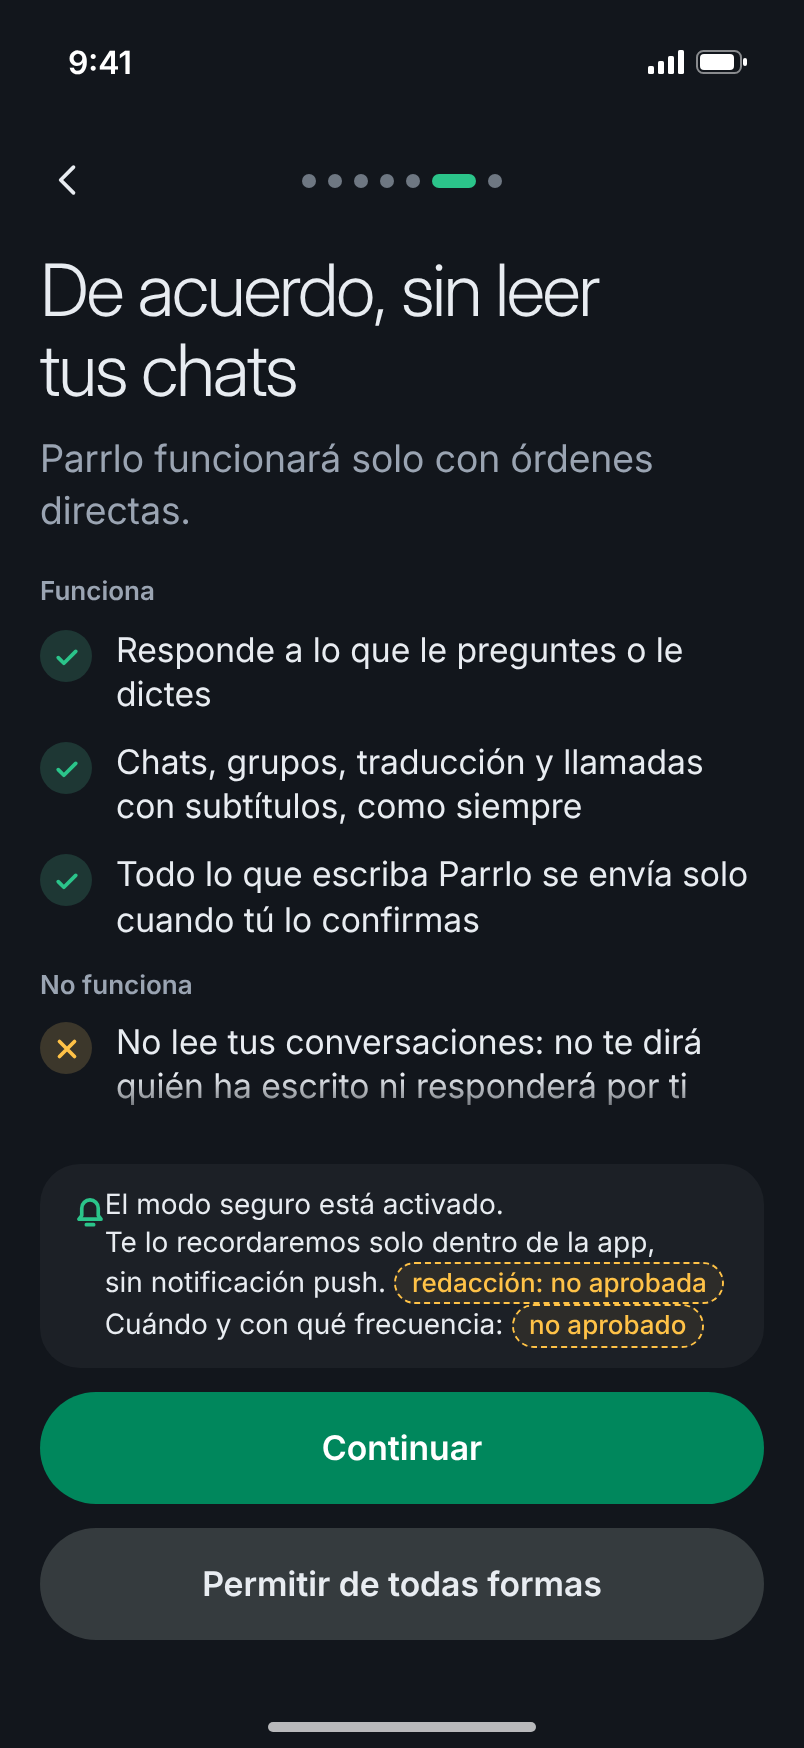 9:41
De acuerdo, sin leer
tus chats
Parrlo funcionará solo con órdenes
directas.
Funciona
Responde a lo que le preguntes o le
dictes
Chats, grupos, traducción y llamadas
con subtítulos, como siempre
Todo lo que escriba Parrlo se envía solo
cuando tú lo confirmas
No funciona
No lee tus conversaciones: no te dirá
quién ha escrito ni responderá por ti
El modo seguro está activado.
Te lo recordaremos solo dentro de la app,
sin notificación push. redacción: no aprobada
Cuándo y con qué frecuencia: no aprobado
Continuar
Permitir de todas formas